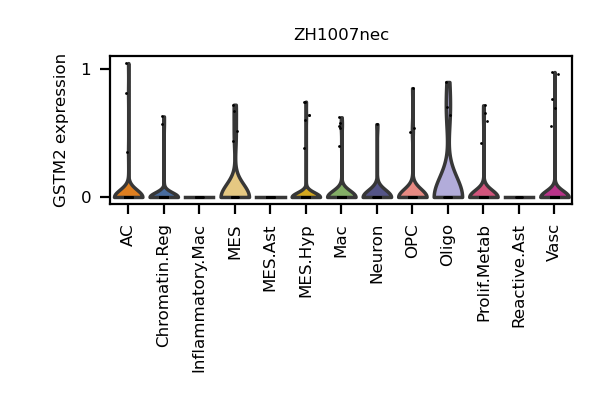 ZH1007nec
GSTM2 expression
1
0
AC
Chromatin.Reg
Inflammatory.Mac
MES
MES.Ast
MES.Hyp
Mac
Neuron
OPC
Oligo
Prolif.Metab
Reactive.Ast
Vasc